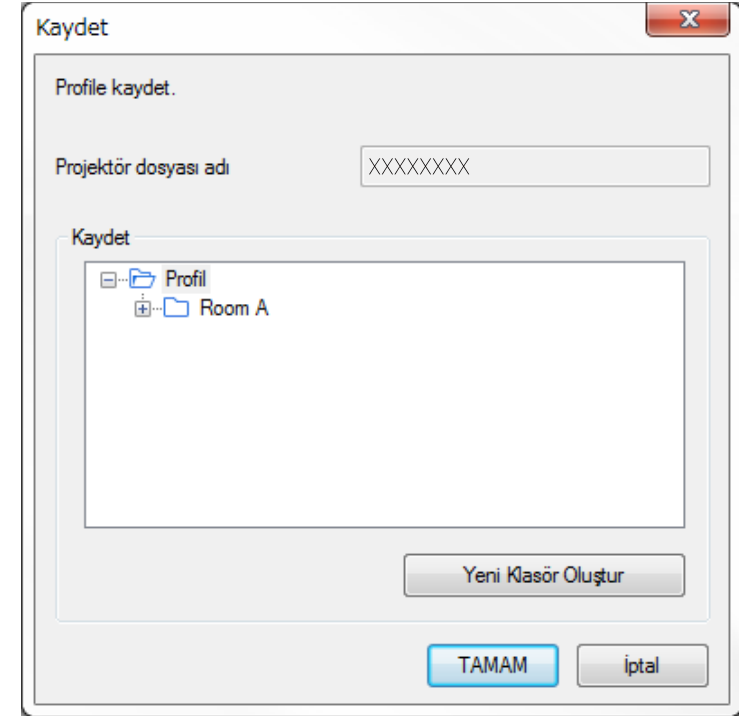 Kaydet
Profile kaydet.
Projektör dosyası adı XXXXXXXX
Kaydet
Profil
Room A
Yeni Klasör Oluştur
TAMAM İptal